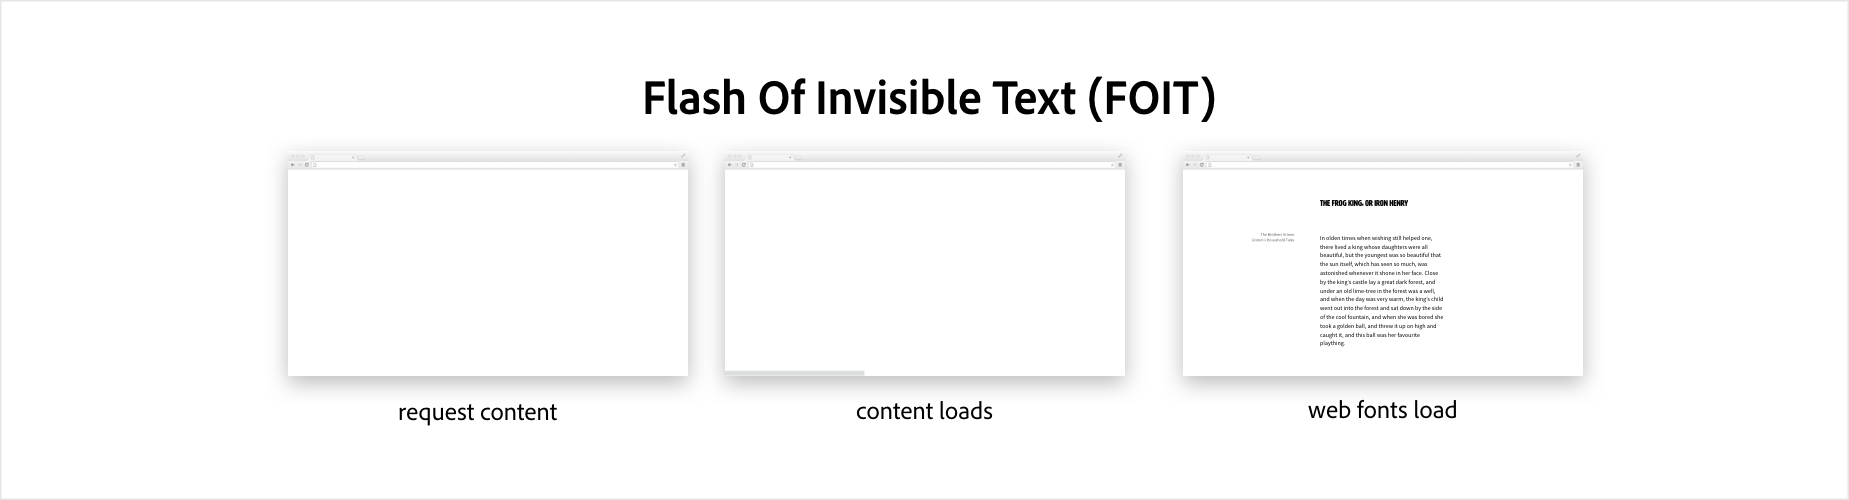 Flash Of Invisible Text (FOIT)
THE FROG KING, OR IRON HENRY
The Brothers Grimm
Grimm's Household Tales
In olden times when wishing still helped one,
there lived a king whose daughters were all
beautiful, but the youngest was so beautiful that
the sun itself, which has seen so much, was
astonished whenever it shone in her face. Close
by the king's castle lay a great dark forest, and
under an old lime-tree in the forest was a well,
and when the day was very warm, the king's child
went out into the forest and sat down by the side
of the cool fountain, and when she was bored she
took a golden ball, and threw it up on high and
caught it, and this ball was her favourite
plaything.
request content
content loads
web fonts load